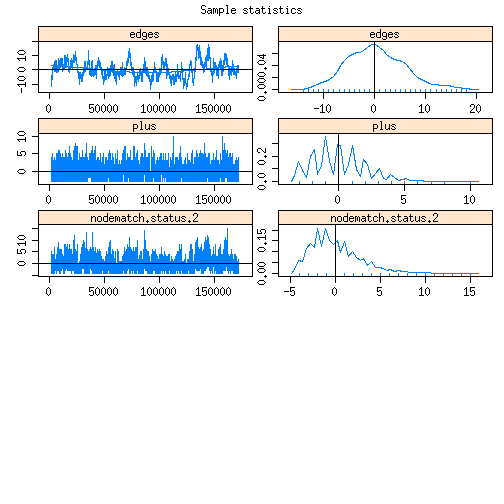 Sample statistics
edges
edges
-10 0 10
0.00 0.04
0 50000 100000 150000
-10 0 10 20
plus
plus
0 5 10
0.0 0.2
0 50000 100000 150000
0 5 10
nodematch.status.2
nodematch.status.2
0 5 10
0.00 0.15
0 50000 100000 150000
-5 0 5 10 15